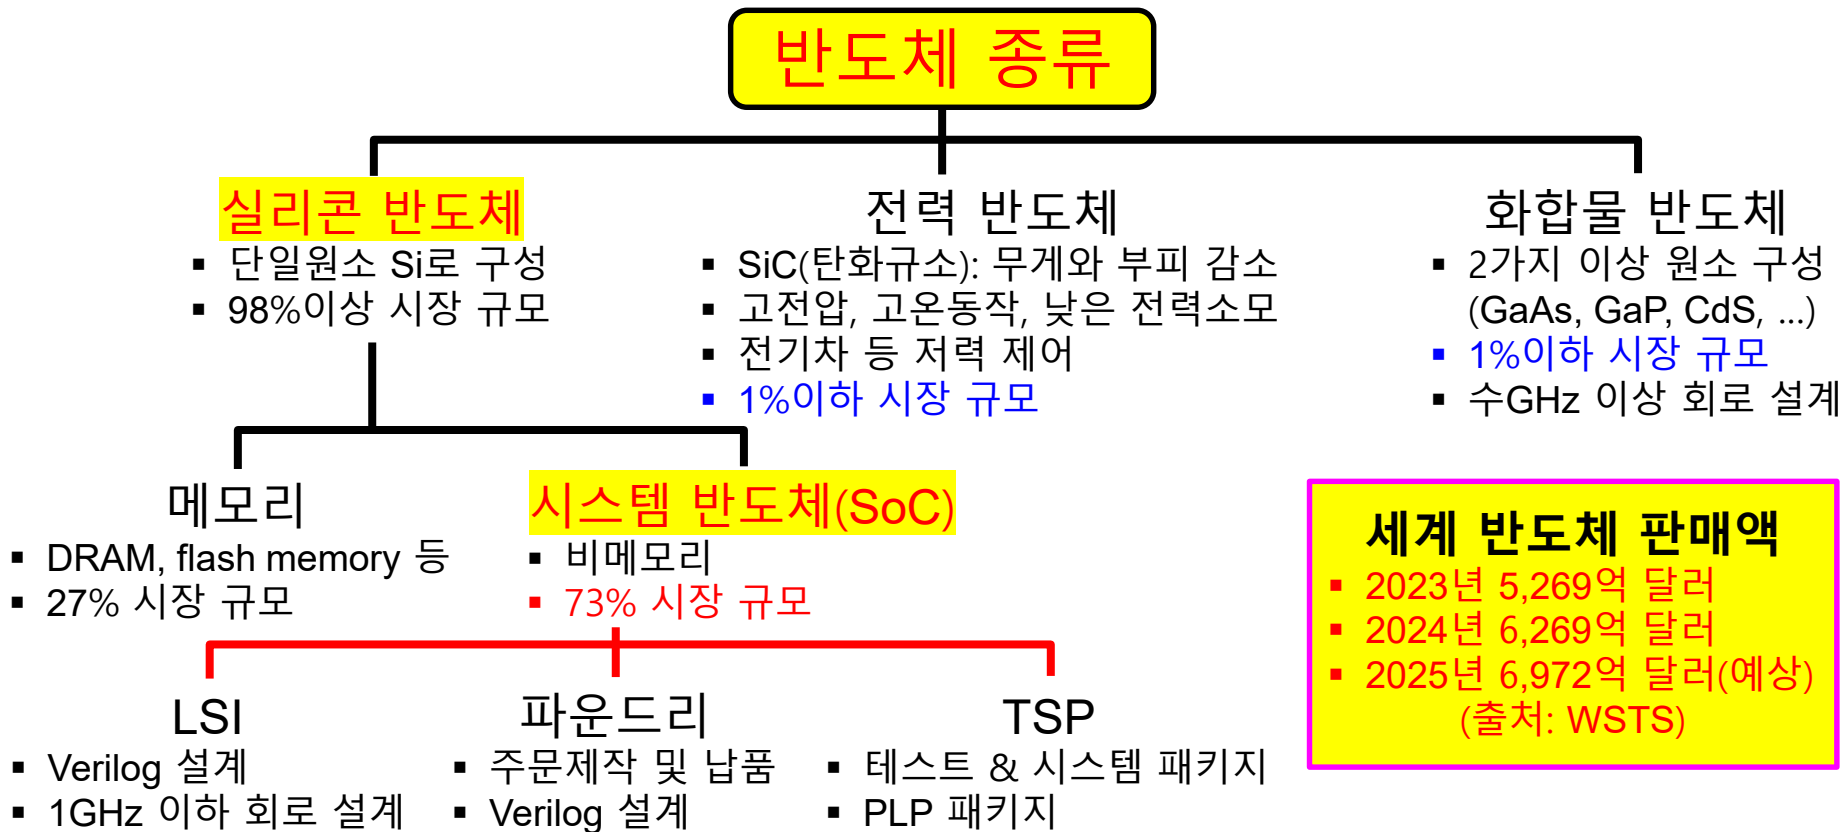 반도체 종류
실리콘 반도체
▪ 단일원소 Si로 구성
▪ 98%이상 시장 규모
전력 반도체
▪ SiC(탄화규소): 무게와 부피 감소
▪ 고전압, 고온동작, 낮은 전력소모
▪ 전기차 등 저력 제어
▪ 1%이하 시장 규모
화합물 반도체
▪ 2가지 이상 원소 구성
(GaAs, GaP, CdS, ...)
▪ 1%이하 시장 규모
▪ 수GHz 이상 회로 설계
메모리
▪ DRAM, flash memory 등
▪ 27% 시장 규모
시스템 반도체(SoC)
▪ 비메모리
▪ 73% 시장 규모
세계 반도체 판매액
▪ 2023년 5,269억 달러
▪ 2024년 6,269억 달러
▪ 2025년 6,972억 달러(예상)
(출처: WSTS)
LSI
▪ Verilog 설계
▪ 1GHz 이하 회로 설계
파운드리
▪ 주문제작 및 납품
▪ Verilog 설계
TSP
▪ 테스트 & 시스템 패키지
▪ PLP 패키지